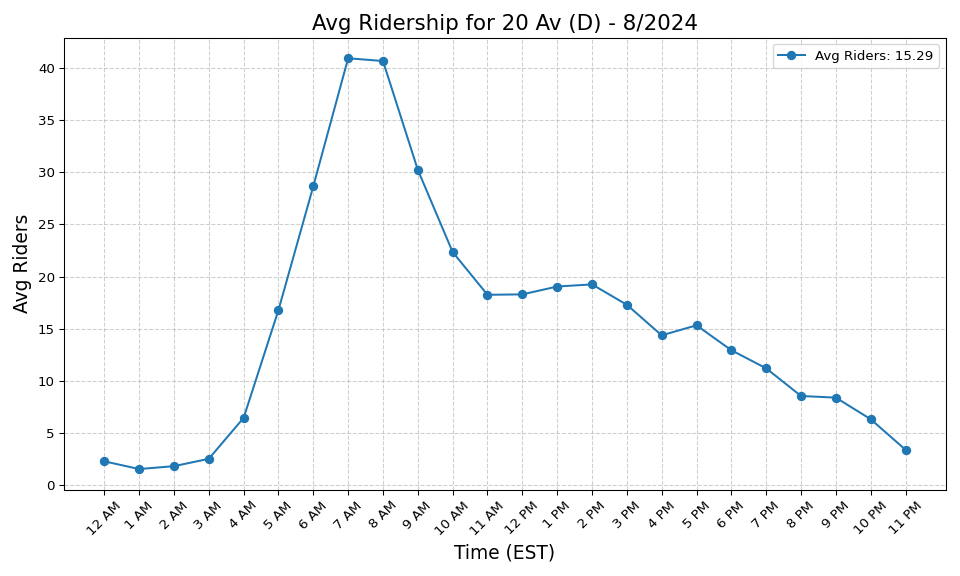 Avg Ridership for 20 Av (D) - 8/2024
Avg Riders: 15.29
Avg Riders
40
35
30
25
20
15
10
5
0
12 AM
1 AM
2 AM
3 AM
4 AM
5 AM
6 AM
7 AM
8 AM
9 AM
10 AM
11 AM
12 PM
1 PM
2 PM
3 PM
4 PM
5 PM
6 PM
7 PM
8 PM
9 PM
10 PM
11 PM
Time (EST)